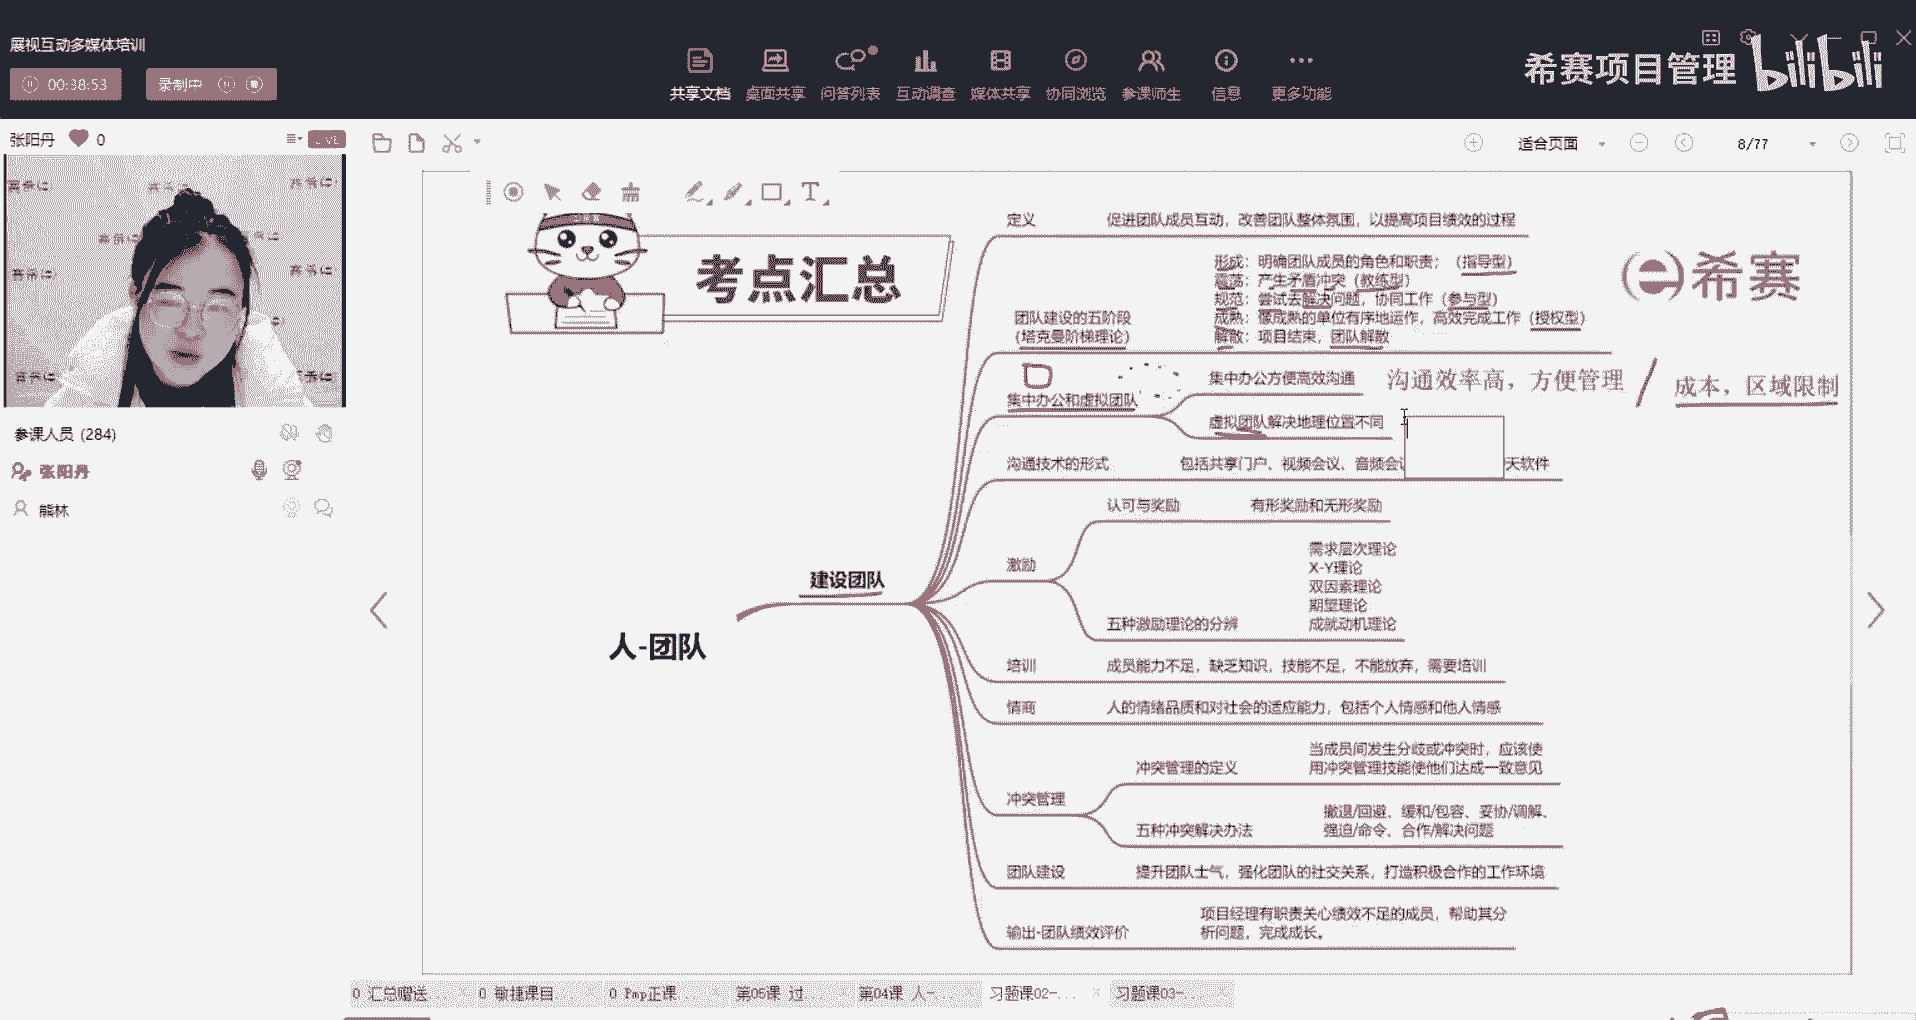 展视互动多媒体培训
00:38:53
录制中
共享文档
桌面共享
问答列表
互动调查
媒体共享
协同浏览
参课师生
信息
更多功能
希赛项目管理
bilibili
张阳丹
0
LIVE
适合页面
8/77
参课人员 (284)
张阳丹
熊林
考点汇总
希赛
人-团队
建设团队
定义
促进团队成员互动，改善团队整体氛围，以提高项目绩效的过程
团队建设的五阶段
（塔克曼阶梯理论）
形成：明确团队成员的角色和职责；（指导型）
震荡：产生矛盾冲突（教练型）
规范：尝试去解决问题，协同工作（参与型）
成熟：像成熟的单位有序地运作，高效完成工作（授权型）
解散：项目结束，团队解散
集中办公和虚拟团队
集中办公方便高效沟通
沟通效率高，方便管理
成本，区域限制
虚拟团队解决地理位置不同
沟通技术的形式
包括共享门户、视频会议、音频会
天软件
激励
认可与奖励
有形奖励和无形奖励
五种激励理论的分辨
需求层次理论
X-Y理论
双因素理论
期望理论
成就动机理论
培训
成员能力不足，缺乏知识，技能不足，不能放弃，需要培训
情商
人的情绪品质和对社会的适应能力，包括个人情感和他人情感
冲突管理
冲突管理的定义
当成员间发生分歧或冲突时，应该使
用冲突管理技能使他们达成一致意见
五种冲突解决办法
撤退/回避、缓和/包容、妥协/调解、
强迫/命令、合作/解决问题
团队建设
提升团队士气，强化团队的社交关系，打造积极合作的工作环境
输出-团队绩效评价
项目经理有职责关心绩效不足的成员，帮助其分
析问题，完成成长。
0 汇总赠送...
0 敏捷课目...
0 Pmp正课...
第05课 过...
第04课 人-...
习题课02-...
习题课03-...